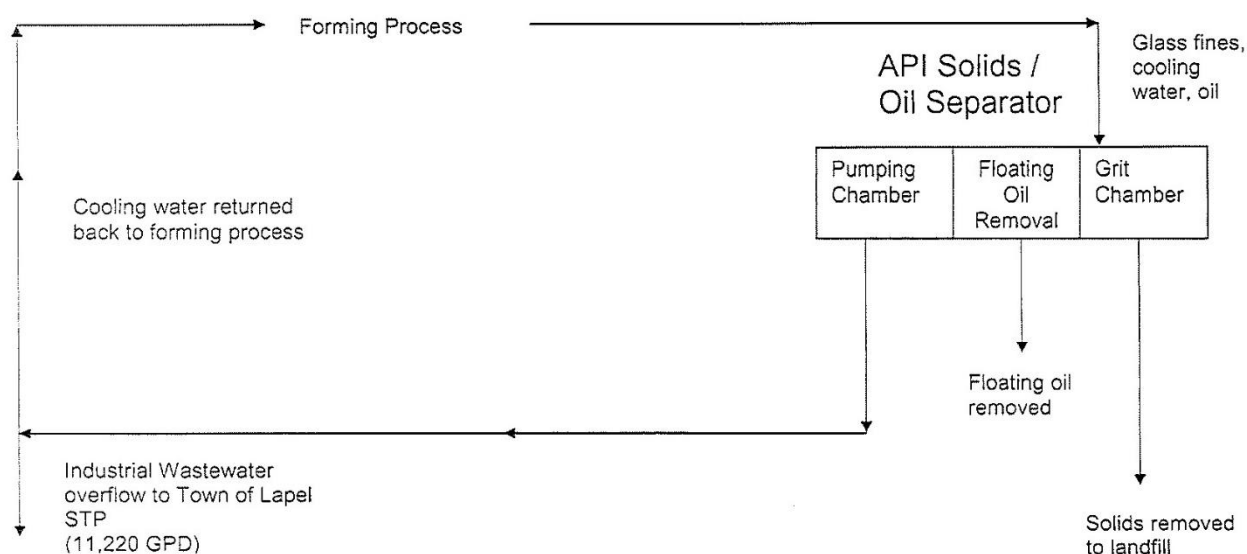 Forming Process
Glass fines,
cooling
water, oil
API Solids /
Oil Separator
Pumping
Chamber
Floating
Oil
Removal
Grit
Chamber
Cooling water returned
back to forming process
Floating oil
removed
Industrial Wastewater
overflow to Town of Lapel
STP
(11,220 GPD)
Solids removed
to landfill